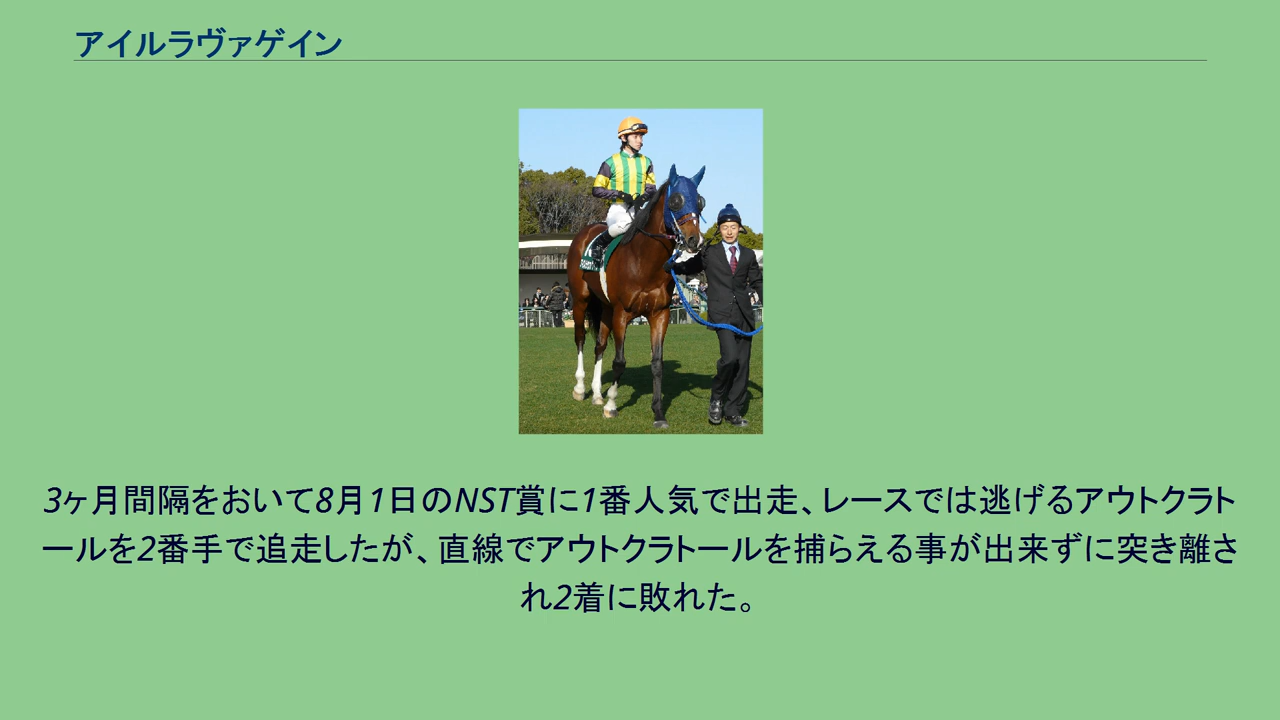 アイルラヴァゲイン
3ヶ月間隔をおいて8月1日のNST賞に1番人気で出走、レースでは逃げるアウトクラト
ールを2番手で追走したが、直線でアウトクラトールを捕らえる事が出来ずに突き離さ
れ2着に敗れた。